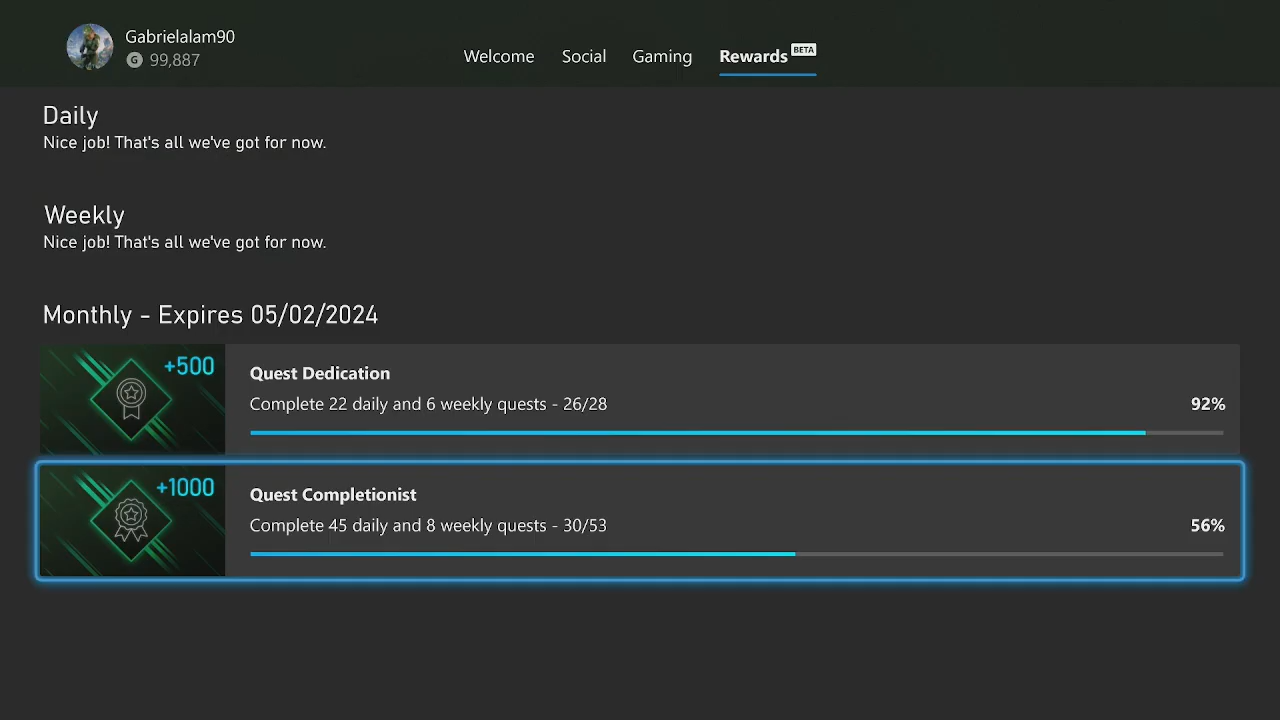 Gabrielalam90
G 99,887
Welcome Social Gaming Rewards BETA
Daily
Nice job! That's all we've got for now.
Weekly
Nice job! That's all we've got for now.
Monthly - Expires 05/02/2024
+500
Quest Dedication
Complete 22 daily and 6 weekly quests - 26/28
92%
+1000
Quest Completionist
Complete 45 daily and 8 weekly quests - 30/53
56%